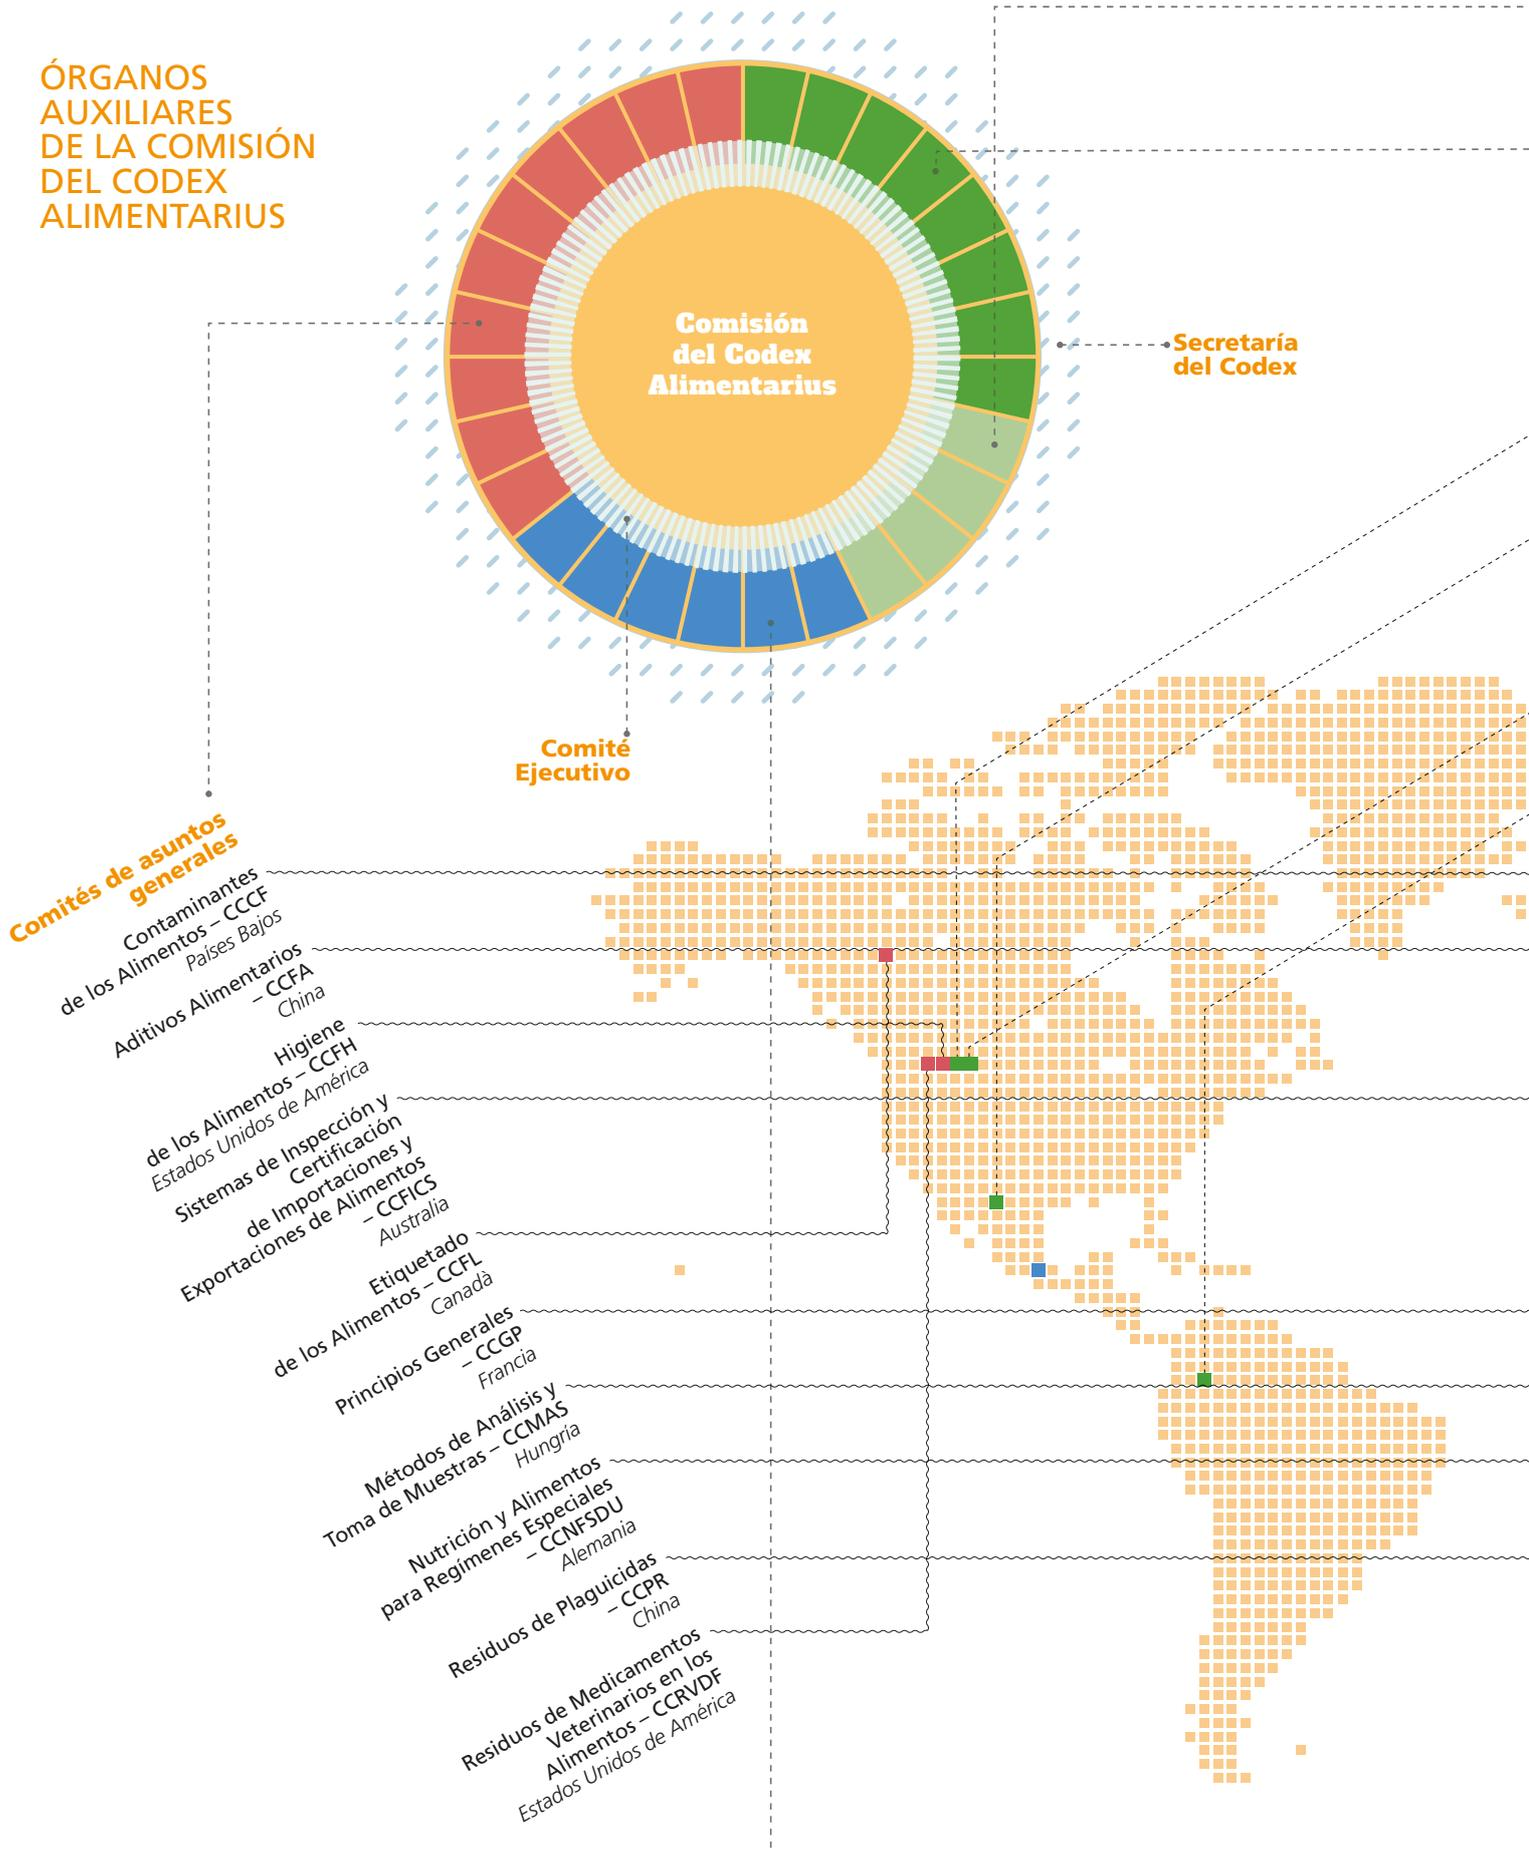 ÓRGANOS
AUXILIARES
DE LA COMISIÓN
DEL CODEX
ALIMENTARIUS
Comisión
del Codex
Alimentarius
Secretaría
del Codex
Comité
Ejecutivo
Comités de asuntos
generales
Contaminantes
de los Alimentos – CCCF
Países Bajos
Aditivos Alimentarios
– CCFA
China
Higiene
de los Alimentos – CCFH
Estados Unidos de América
Sistemas de Inspección y
Certificación
de Importaciones y
Exportaciones de Alimentos
– CCFICS
Australia
Etiquetado
de los Alimentos – CCFL
Canadà
Principios Generales
– CCGP
Francia
Métodos de Análisis y
Toma de Muestras – CCMAS
Hungría
Nutrición y Alimentos
para Regímenes Especiales
– CCNFSDU
Alemania
Residuos de Plaguicidas
– CCPR
China
Residuos de Medicamentos
Veterinarios en los
Alimentos – CCRVDF
Estados Unidos de América